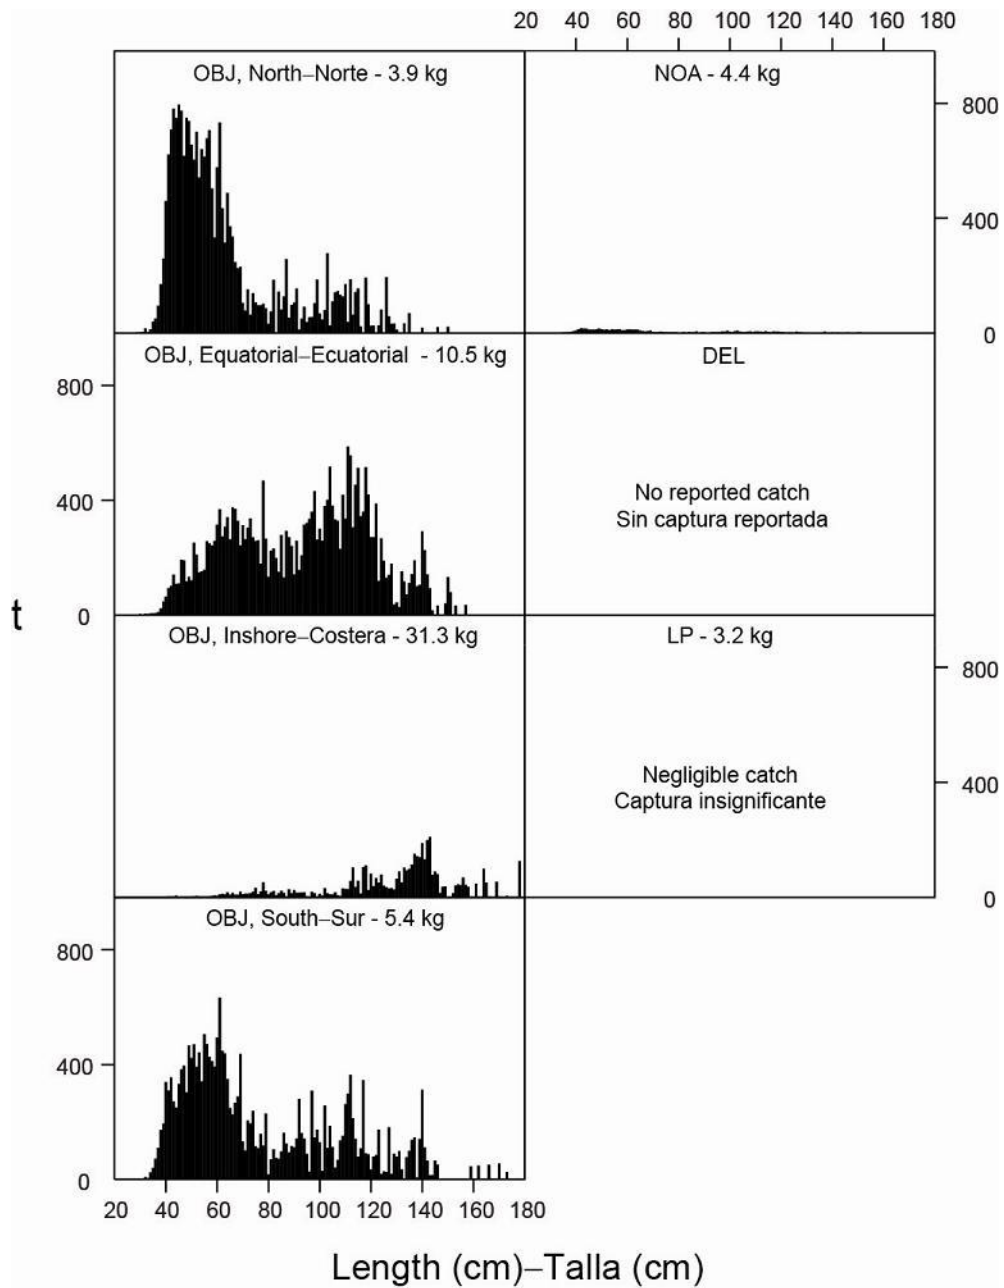 20 40 60 80 100 120 140 160 180
OBJ, North–Norte - 3.9 kg
NOA - 4.4 kg
800
400
0
OBJ, Equatorial–Ecuatorial - 10.5 kg
DEL
800
400
0
No reported catch
Sin captura reportada
t
OBJ, Inshore–Costera - 31.3 kg
LP - 3.2 kg
800
400
0
Negligible catch
Captura insignificante
OBJ, South–Sur - 5.4 kg
800
400
0
20 40 60 80 100 120 140 160 180
Length (cm)–Talla (cm)